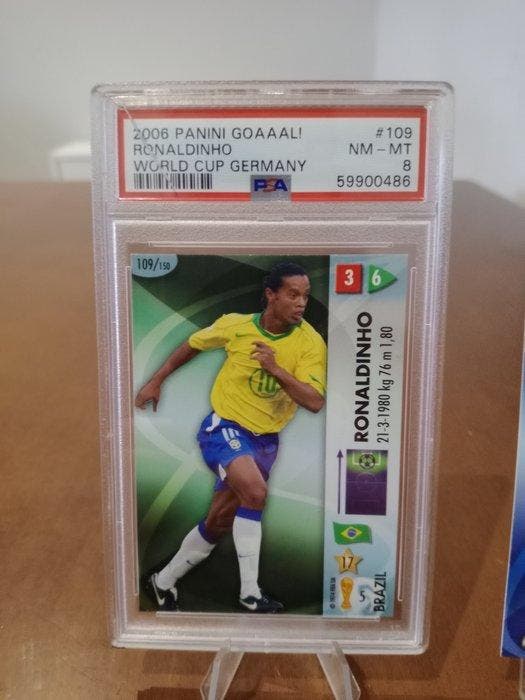 2006 PANINI GOAAAL!
#109
RONALDINHO
NM - MT
WORLD CUP GERMANY
8
PSA
59900486
109/150
3 6
RONALDINHO
21-3-1980 kg 76 m 1,80
10
17
5
BRAZIL